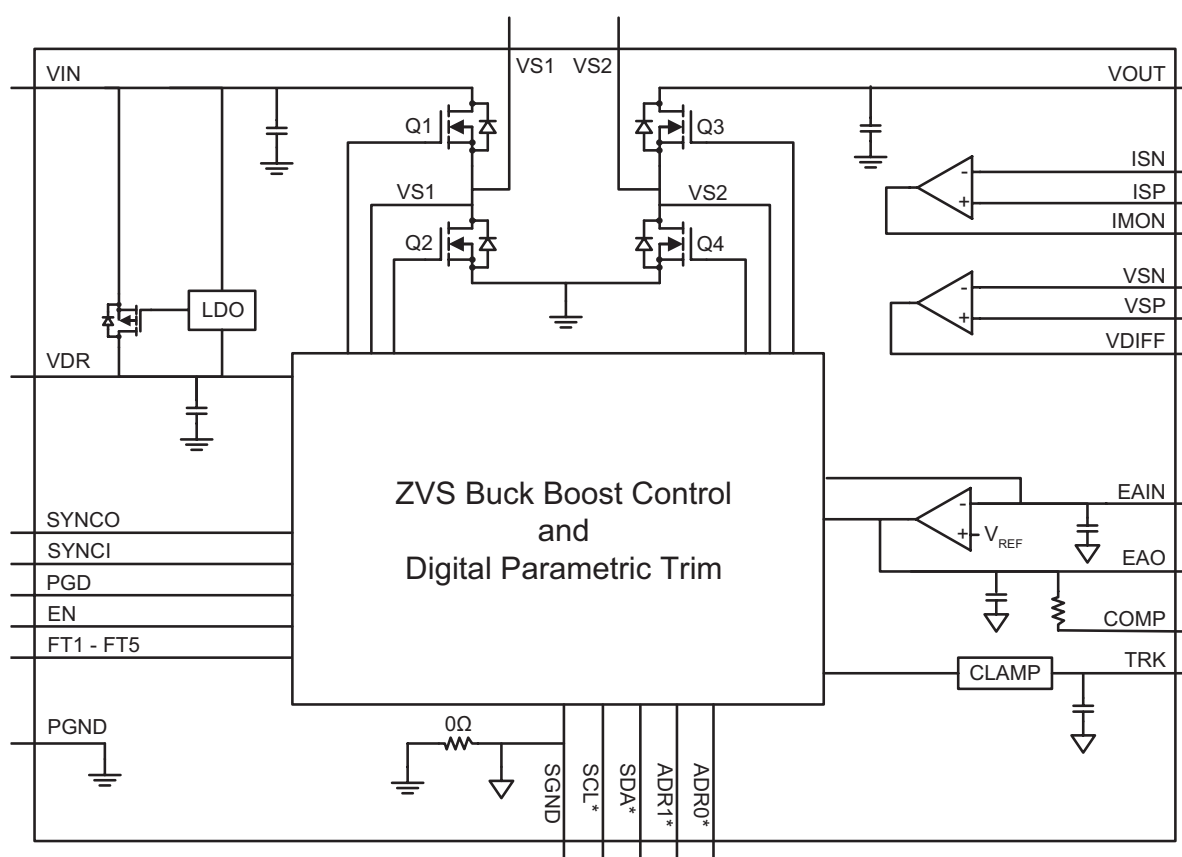 VS1 VS2
VIN
VOUT
Q1
Q3
ISN
ISP
IMON
VS1
VS2
Q2
Q4
VSN
VSP
VDIFF
LDO
VDR
-
+
-
+
ZVS Buck Boost Control
and
Digital Parametric Trim
SYNCO
SYNCI
PGD
EN
FT1 - FT5
PGND
-
+
VREF
EAIN
EAO
COMP
TRK
CLAMP
0Ω
SGND
SCL*
SDA*
ADR1*
ADR0*